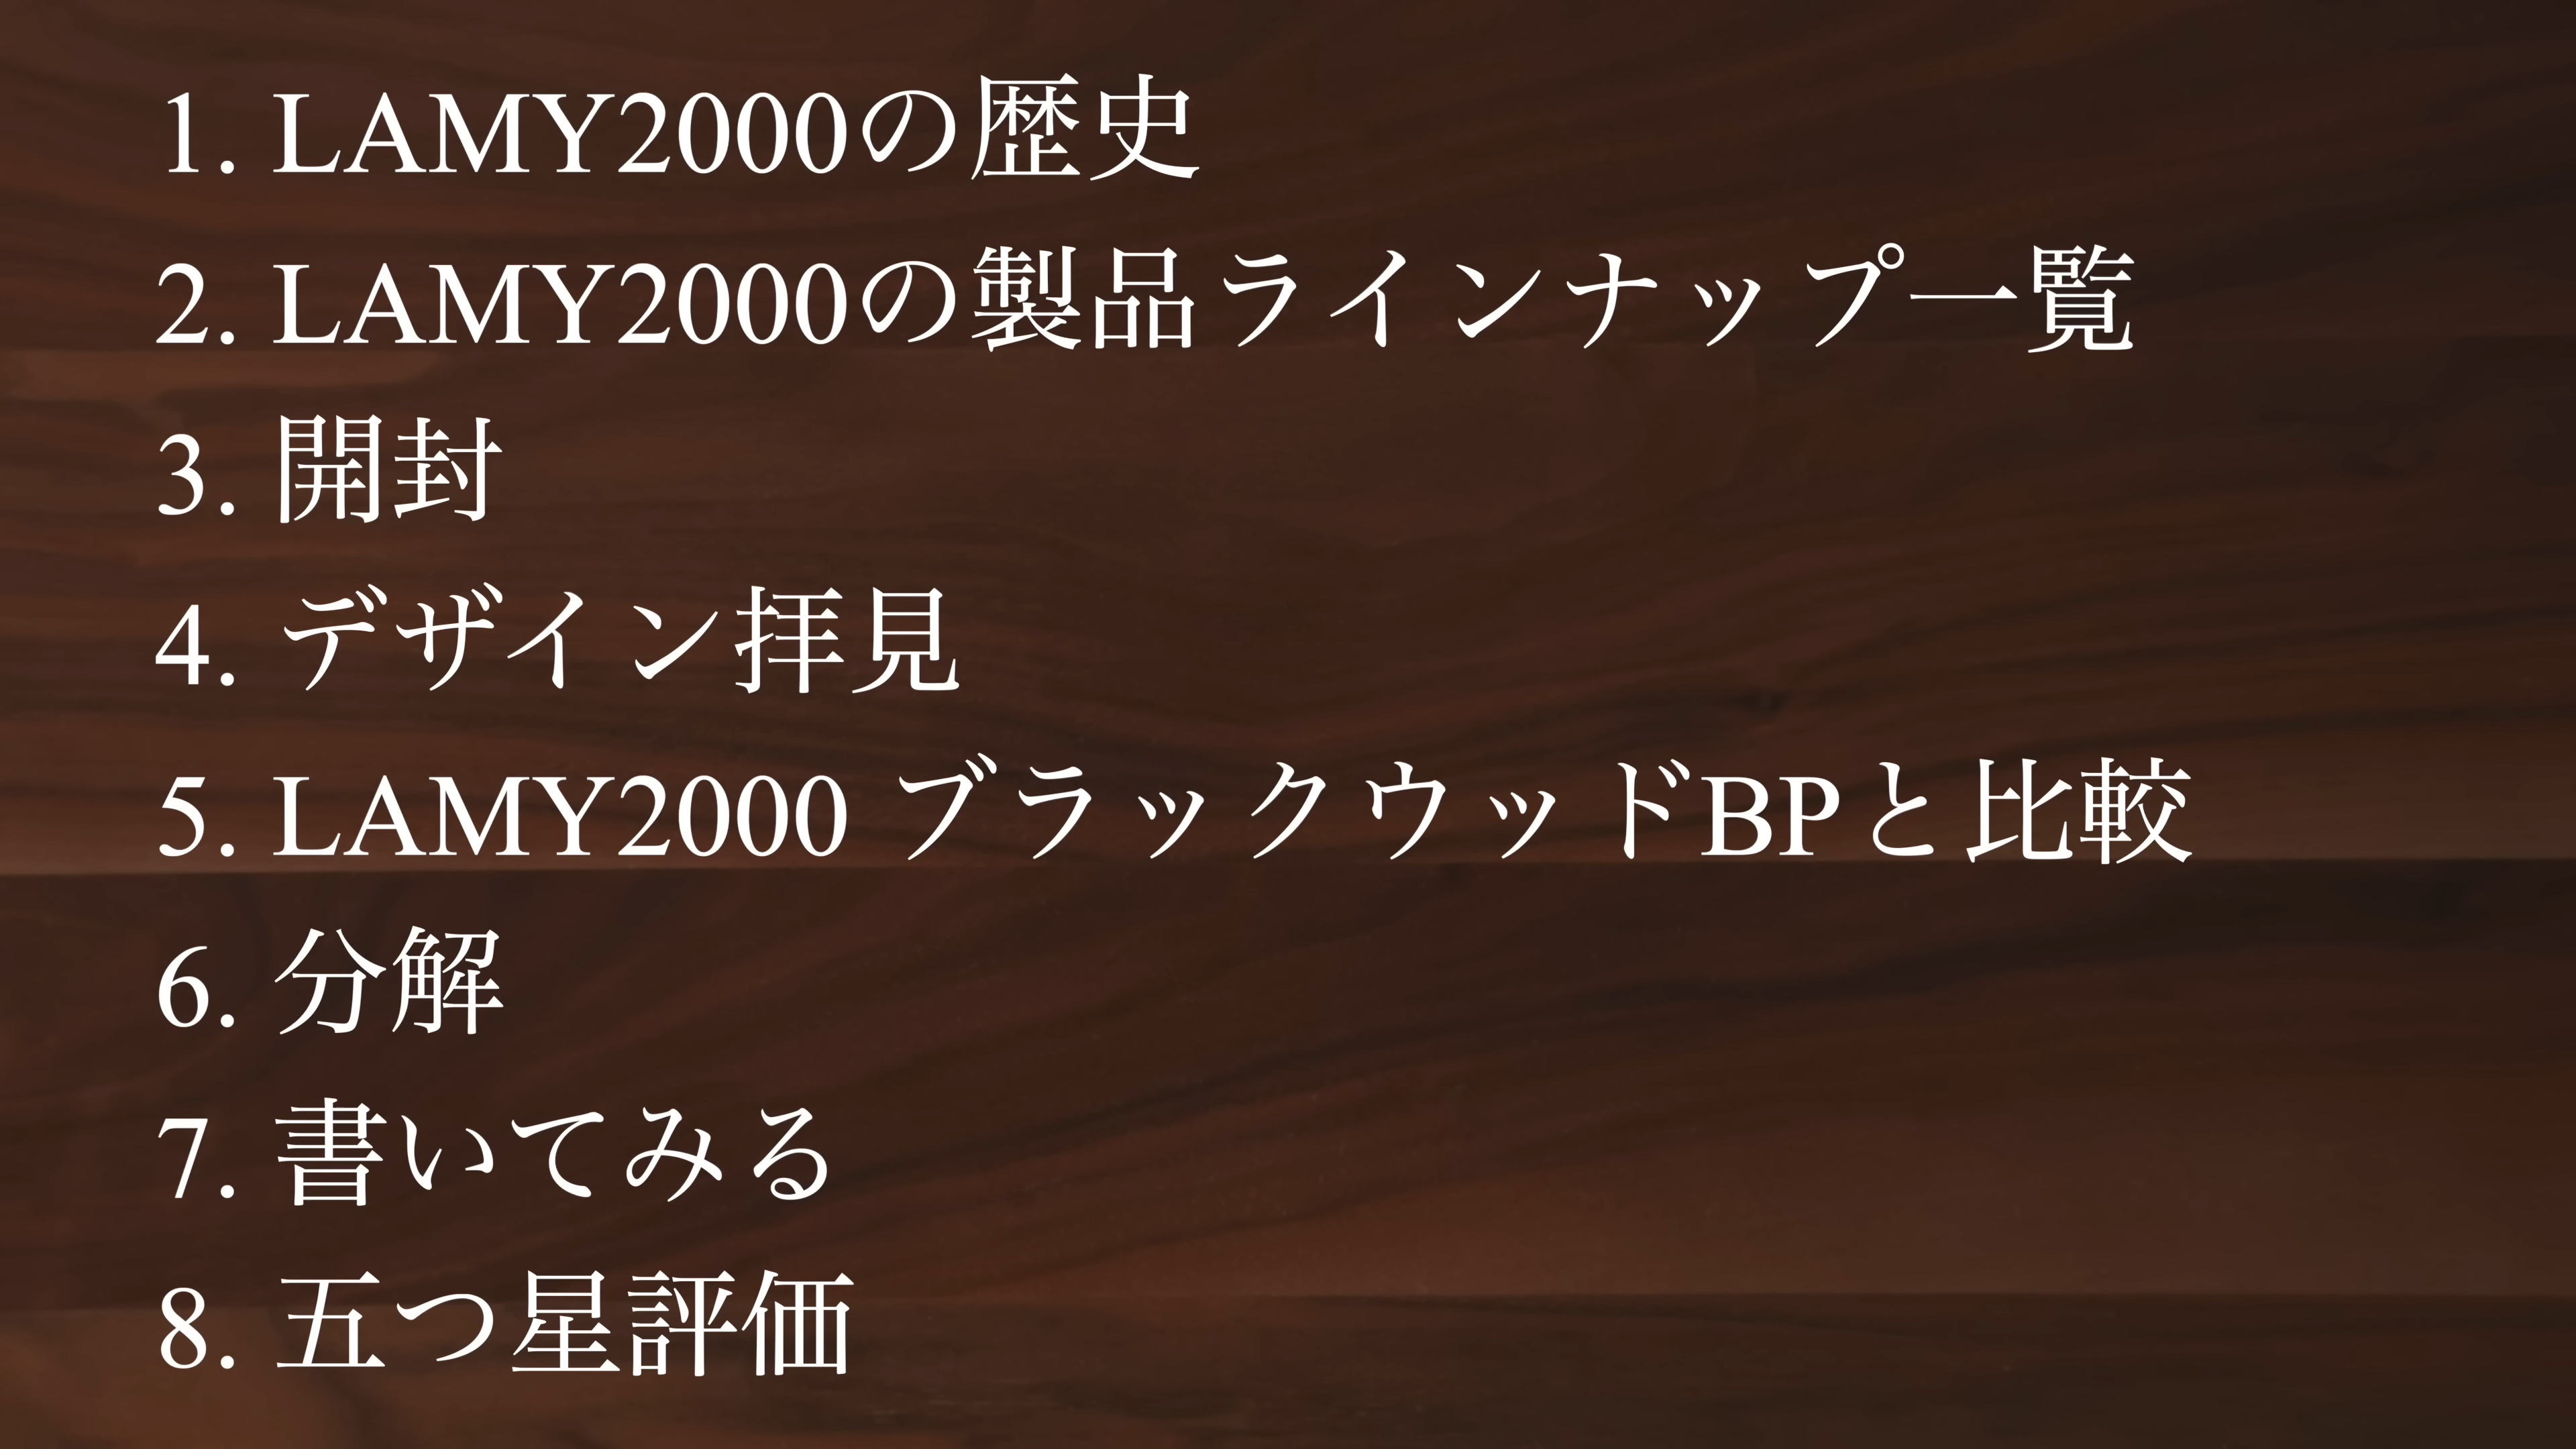 1. LAMY2000の歴史
2. LAMY2000の製品ラインナップ一覧
3. 開封
4. デザイン拝見
5. LAMY2000 ブラックウッドBPと比較
6. 分解
7. 書いてみる
8. 五つ星評価